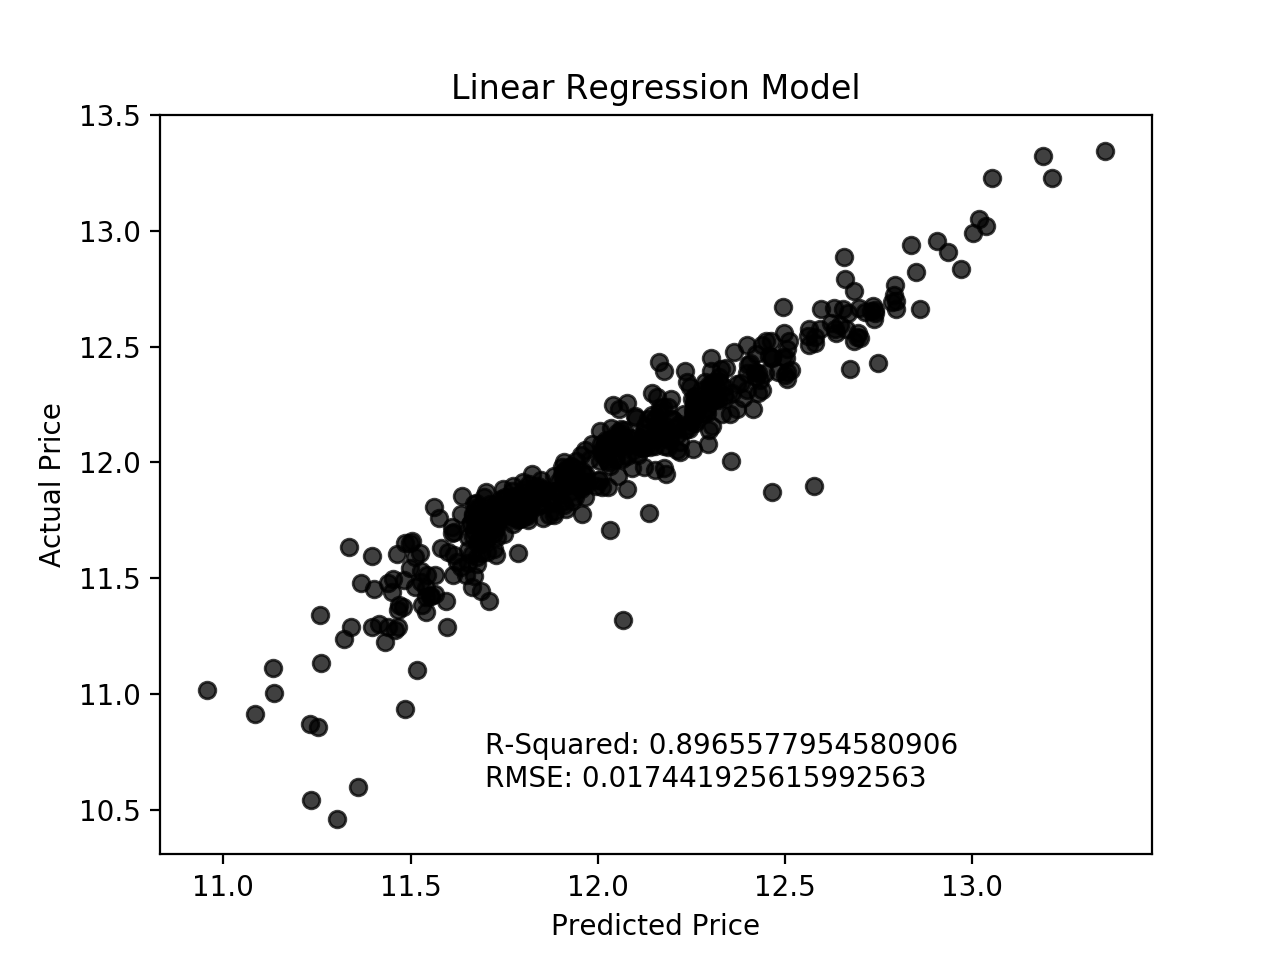 Linear Regression Model
13.5
13.0
12.5
12.0
11.5
11.0
10.5
Actual Price
R-Squared: 0.8965577954580906
RMSE: 0.017441925615992563
11.0 11.5 12.0 12.5 13.0
Predicted Price